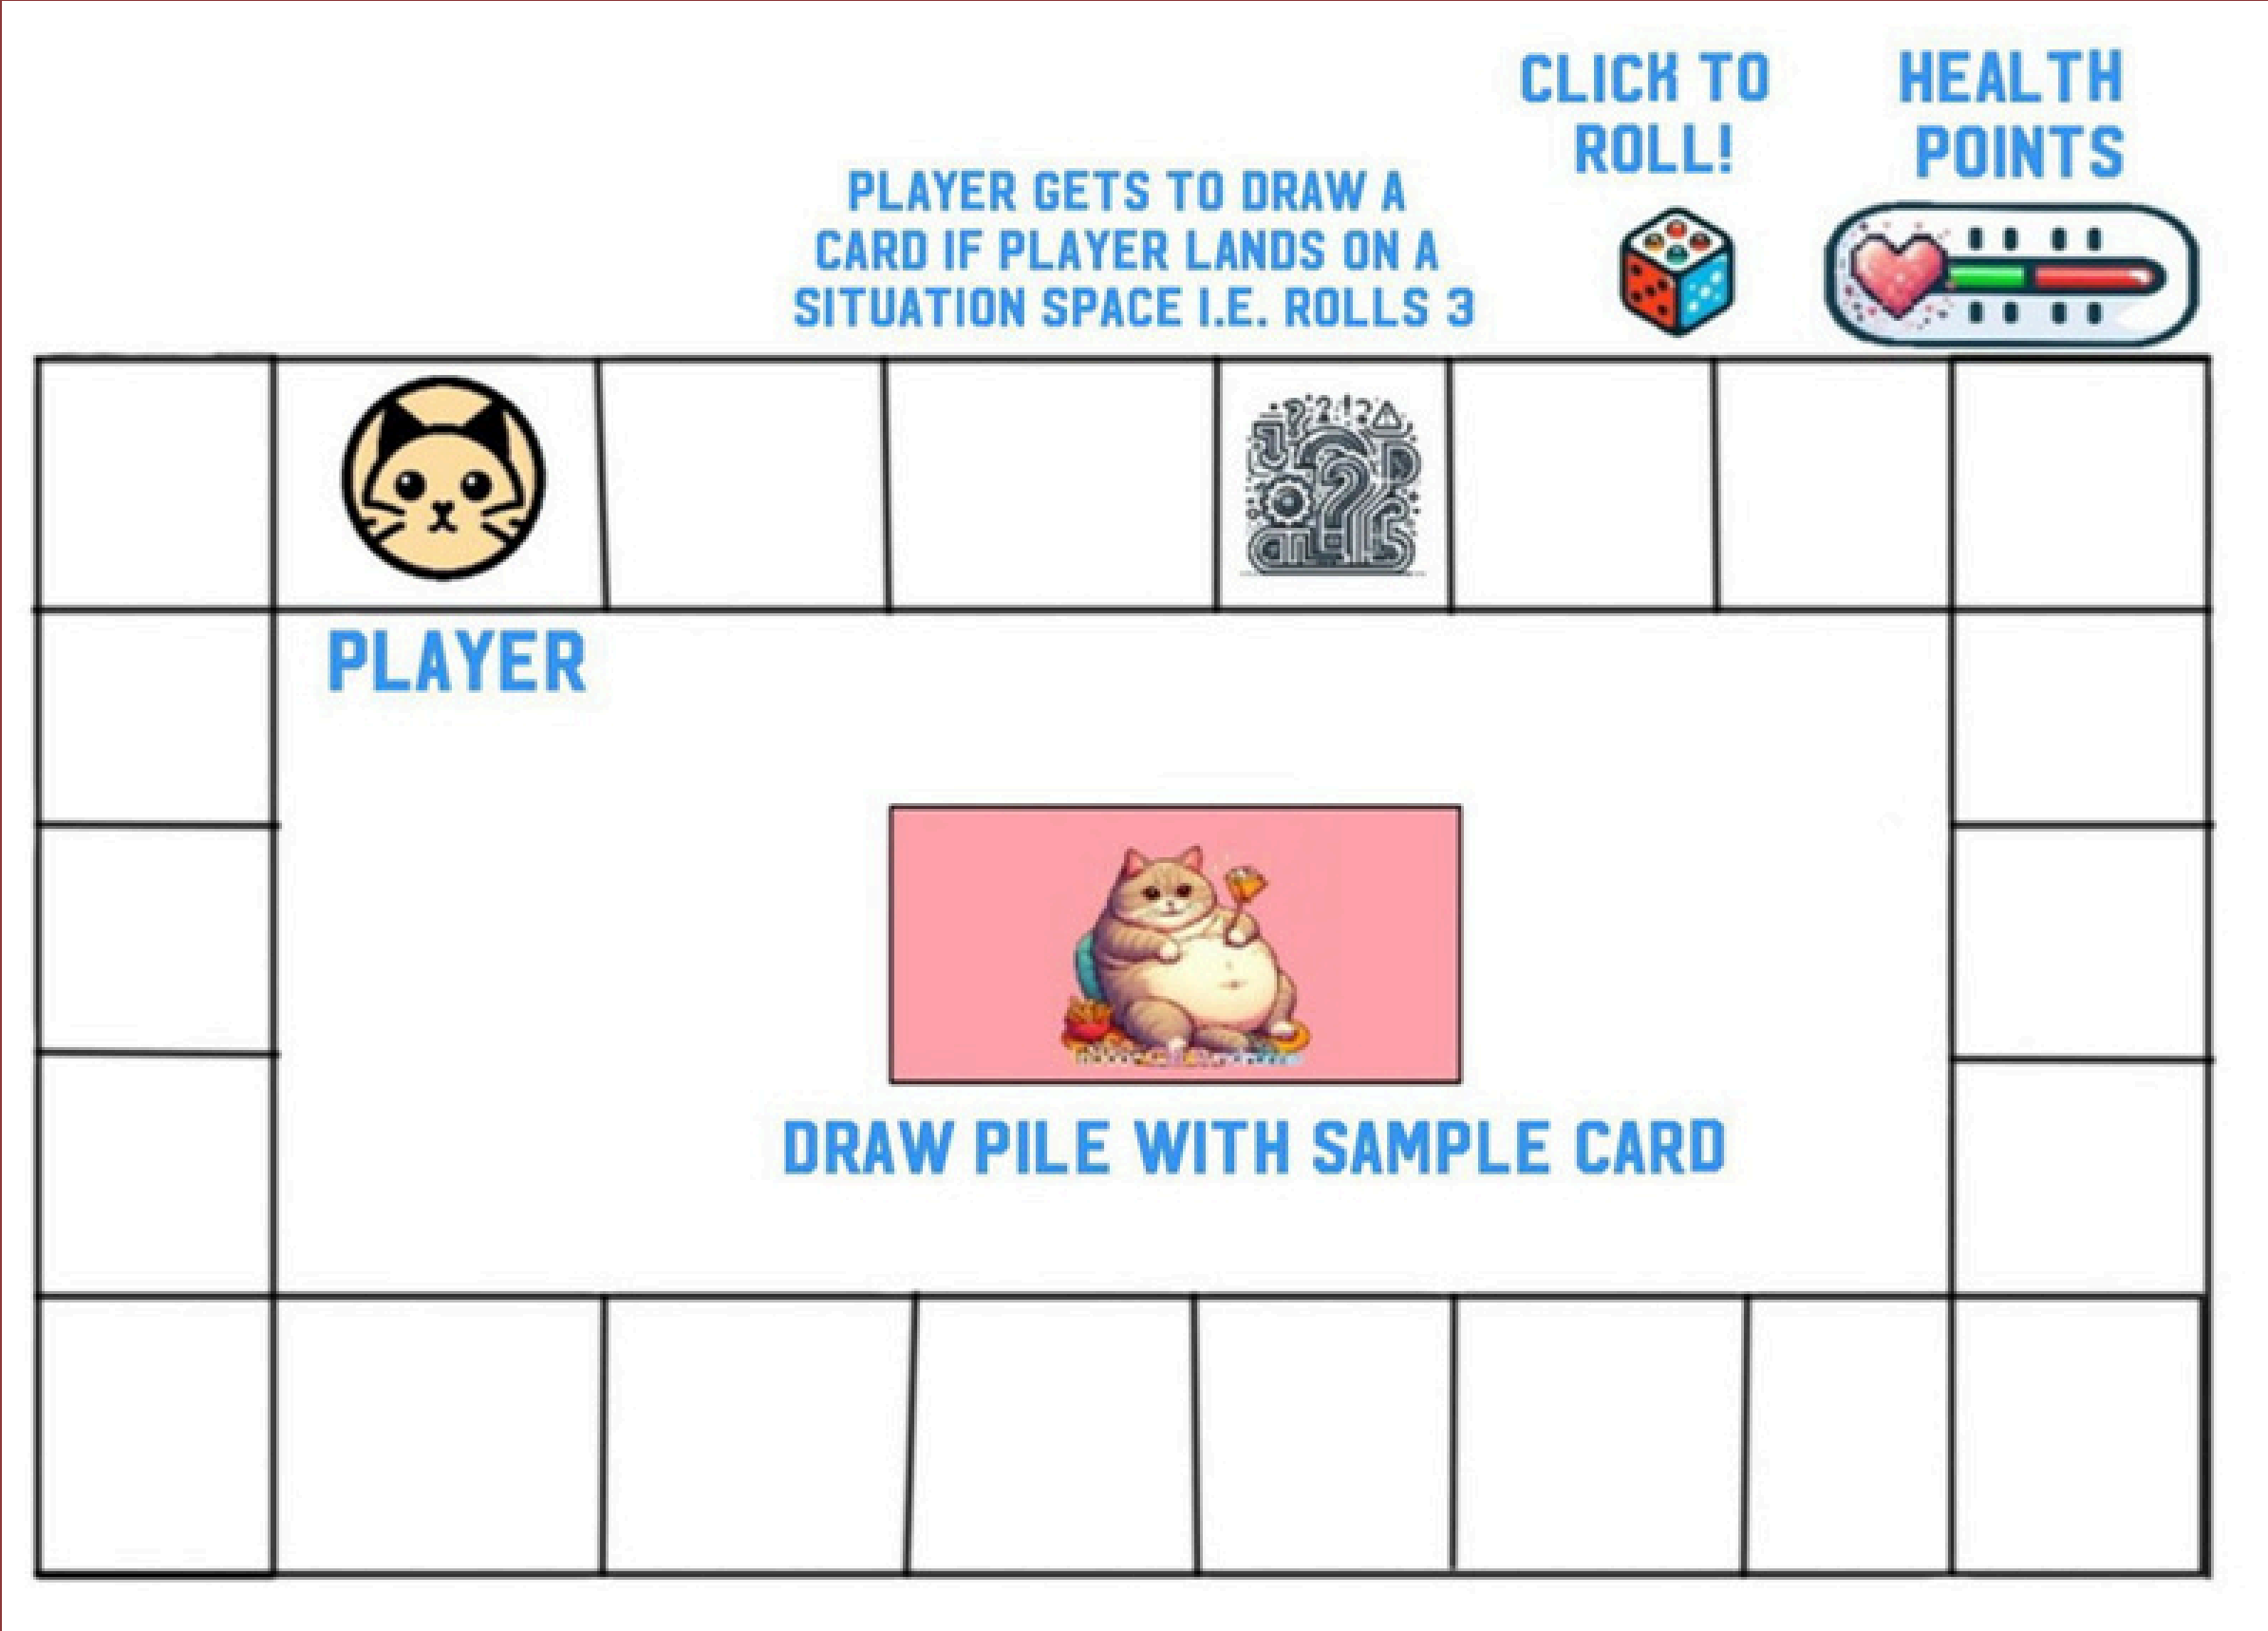 CLICK TO
ROLL!
HEALTH
POINTS
PLAYER GETS TO DRAW A
CARD IF PLAYER LANDS ON A
SITUATION SPACE I.E. ROLLS 3
PLAYER
DRAW PILE WITH SAMPLE CARD